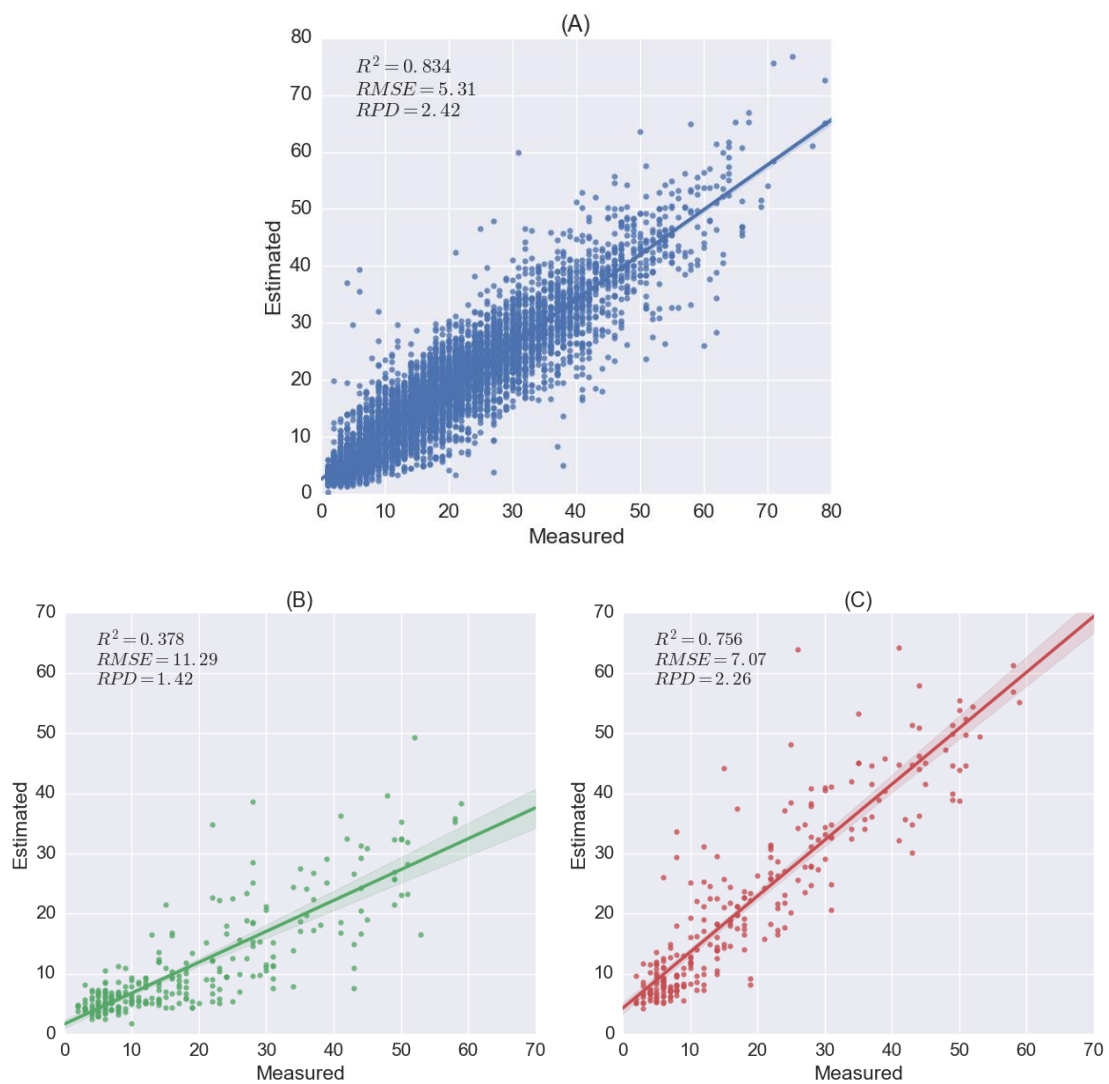 (A)
80
70
60
50
40
30
20
10
0
R² = 0.834
RMSE = 5.31
RPD = 2.42
Estimated
0 10 20 30 40 50 60 70 80
Measured
(B)
70
60
50
40
30
20
10
0
R² = 0.378
RMSE = 11.29
RPD = 1.42
Estimated
0 10 20 30 40 50 60 70
Measured
(C)
70
60
50
40
30
20
10
0
R² = 0.756
RMSE = 7.07
RPD = 2.26
Estimated
0 10 20 30 40 50 60 70
Measured